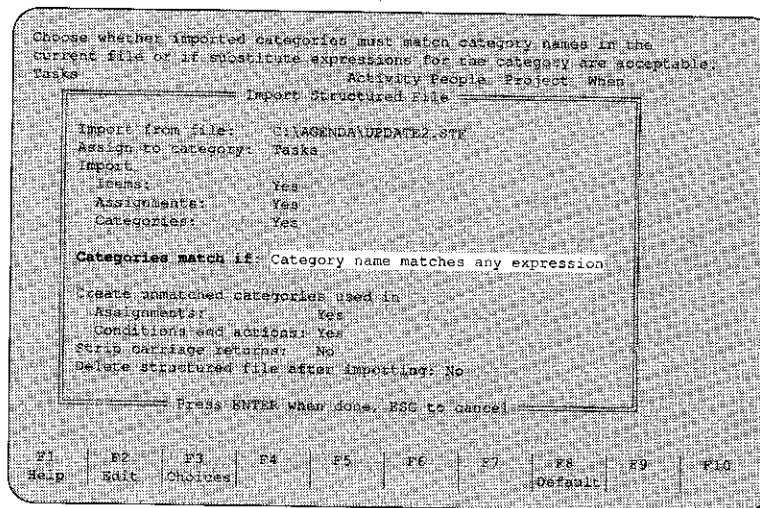 Choose whether imported categories must match category names in the
current file or if substitute expressions for the category are acceptable.
Tasks Activity People Project When
Import Structured File
Import from file: C:\AGENDA\UPDATE2.STF
Assign to category: Tasks
Import
Items: Yes
Assignments: Yes
Categories: Yes
Categories match if: Category name matches any expression
Create unmatched categories used in
Assignments: Yes
Conditions and actions: Yes
Strip carriage returns: No
Delete structured file after importing: No
Press ENTER when done, ESC to cancel
F1 F2 F3 F4 F5 F6 F7 F8 F9 F10
Help Edit Choices Default